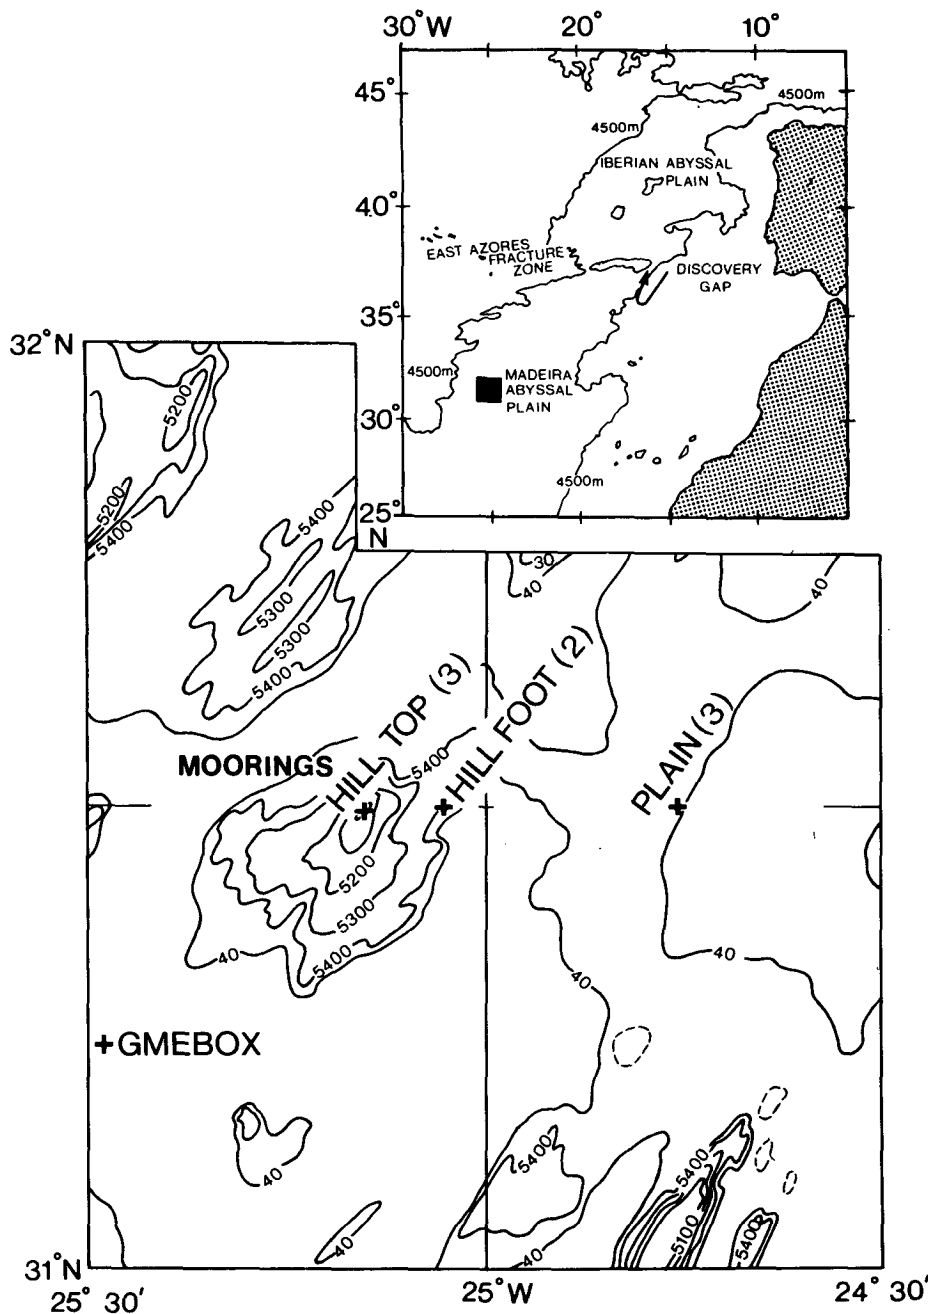 30°W 20° 10°
45°
4500m
4500m
IBERIAN ABYSSAL
PLAIN
40°
EAST AZORES
FRACTURE
ZONE
DISCOVERY
GAP
35°
32°N
4500m
MADEIRA
ABYSSAL
PLAIN
30°
4500m
25°
N
5200
5200
5400
5400
5300
5300
5400
30
40
40
MOORINGS
HILL TOP (3)
5400
HILL FOOT (2)
PLAIN (3)
5200
5300
5400
40
40
40
+GMEBOX
40
40
5400
40
5400
5100
5400
31°N
25° 30' 25°W 24° 30'